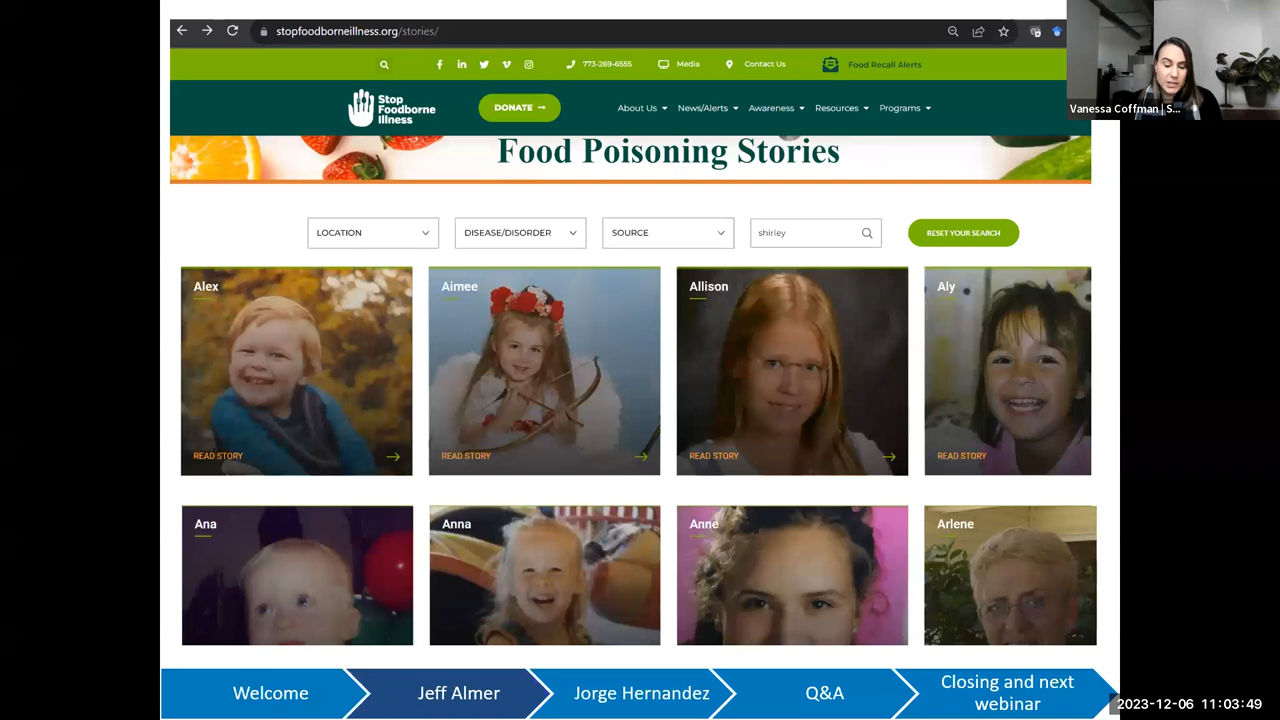 stopfoodborneillness.org/stories/
773-269-6555 Media Contact Us Food Recall Alerts
Stop
Foodborne
Illness
DONATE
About Us News/Alerts Awareness Resources Programs
Vanessa Coffman | S...
Food Poisoning Stories
LOCATION DISEASE/DISORDER SOURCE shirley RESET YOUR SEARCH
Alex Aimee Allison Aly
READ STORY READ STORY READ STORY READ STORY
Ana Anna Anne Arlene
Welcome Jeff Almer Jorge Hernandez Q&A Closing and next
webinar
2023-12-06 11:03:49